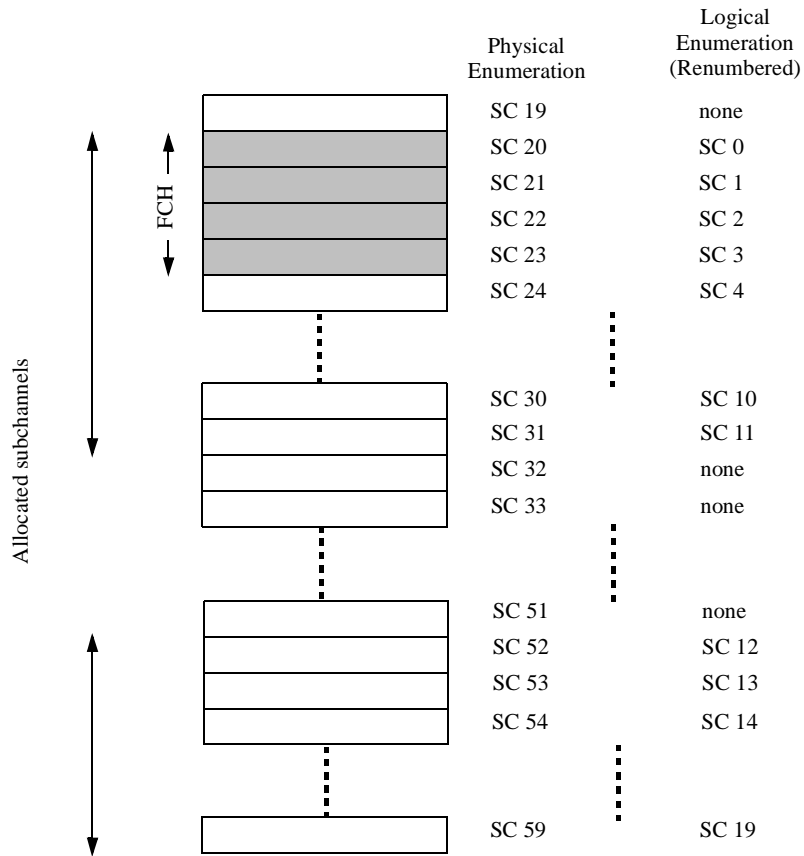 Physical
Enumeration
Logical
Enumeration
(Renumbered)
SC 19 none
SC 20 SC 0
SC 21 SC 1
SC 22 SC 2
SC 23 SC 3
SC 24 SC 4
FCH
SC 30 SC 10
SC 31 SC 11
SC 32 none
SC 33 none
Allocated subchannels
SC 51 none
SC 52 SC 12
SC 53 SC 13
SC 54 SC 14
SC 59 SC 19